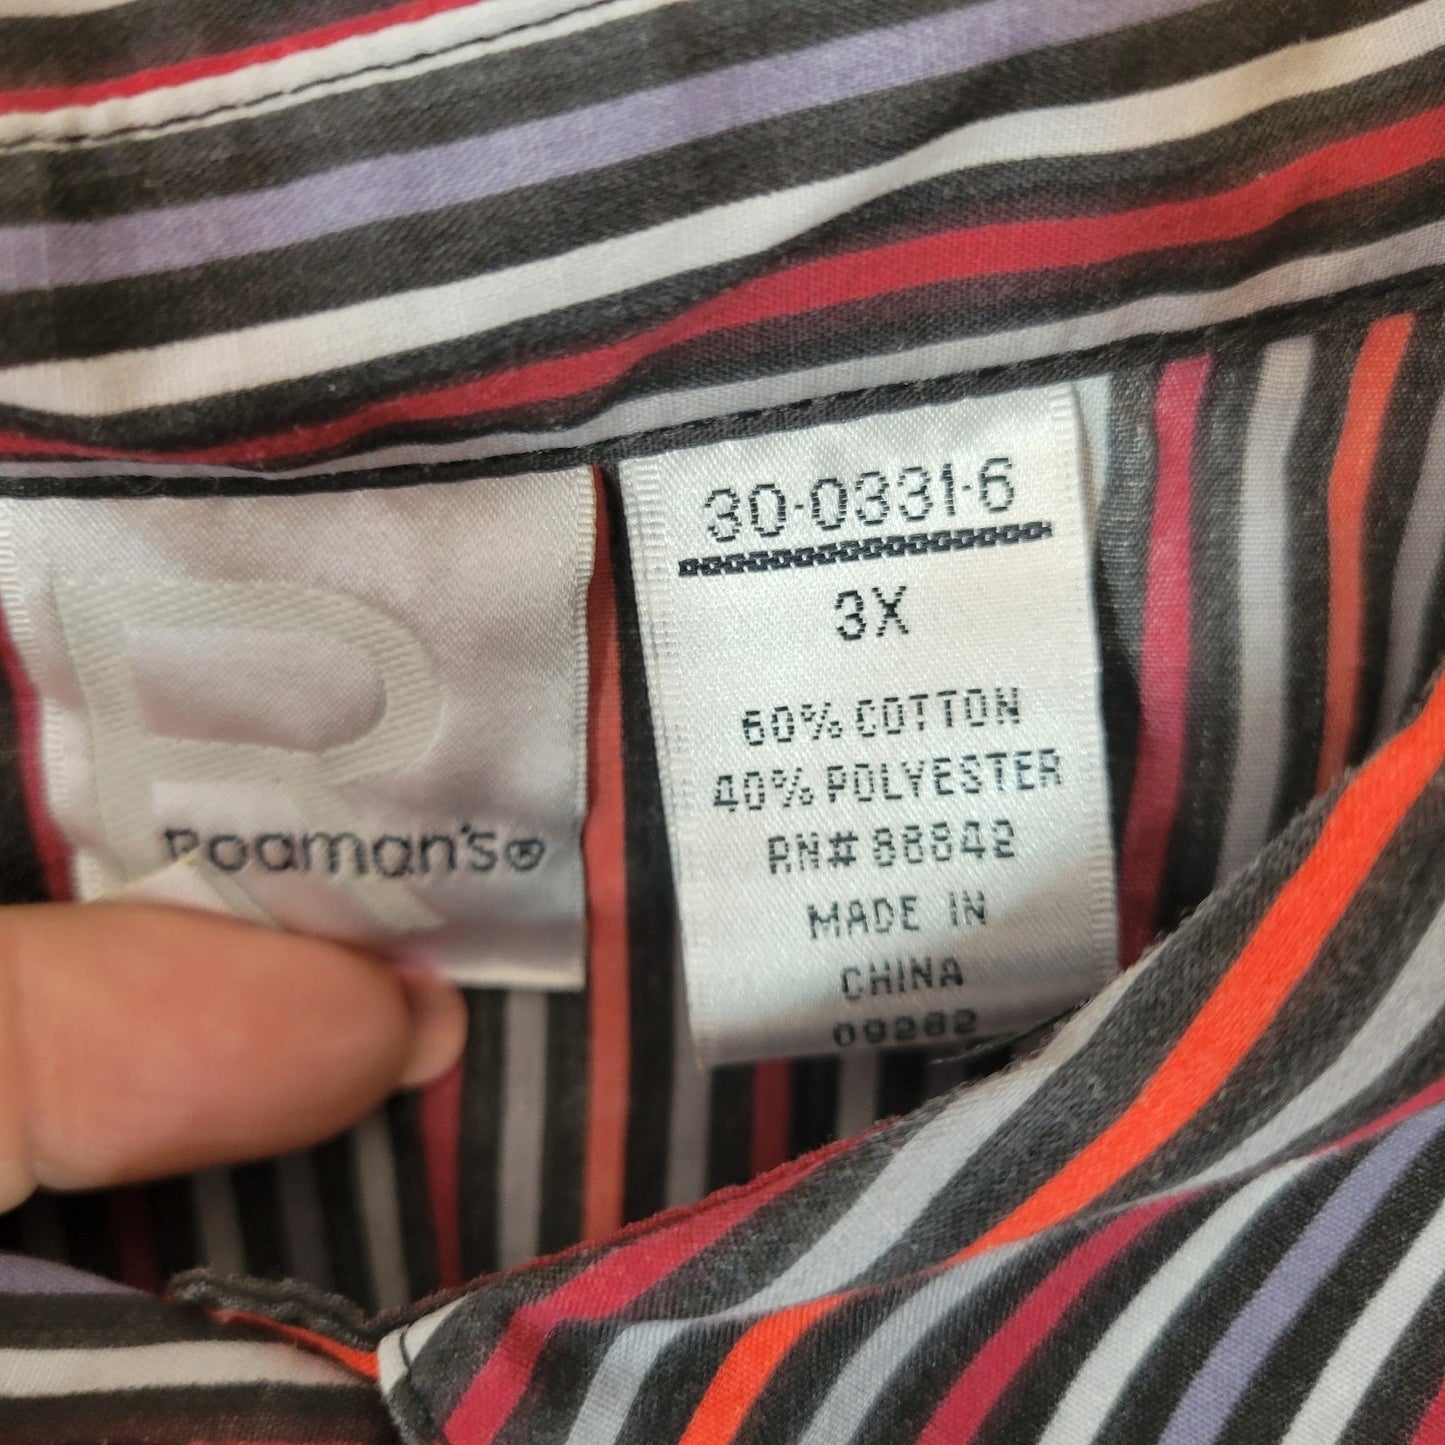 R
Roaman's®
30-0331-6
3X
60% COTTON
40% POLYESTER
RN# 88842
MADE IN
CHINA
09282